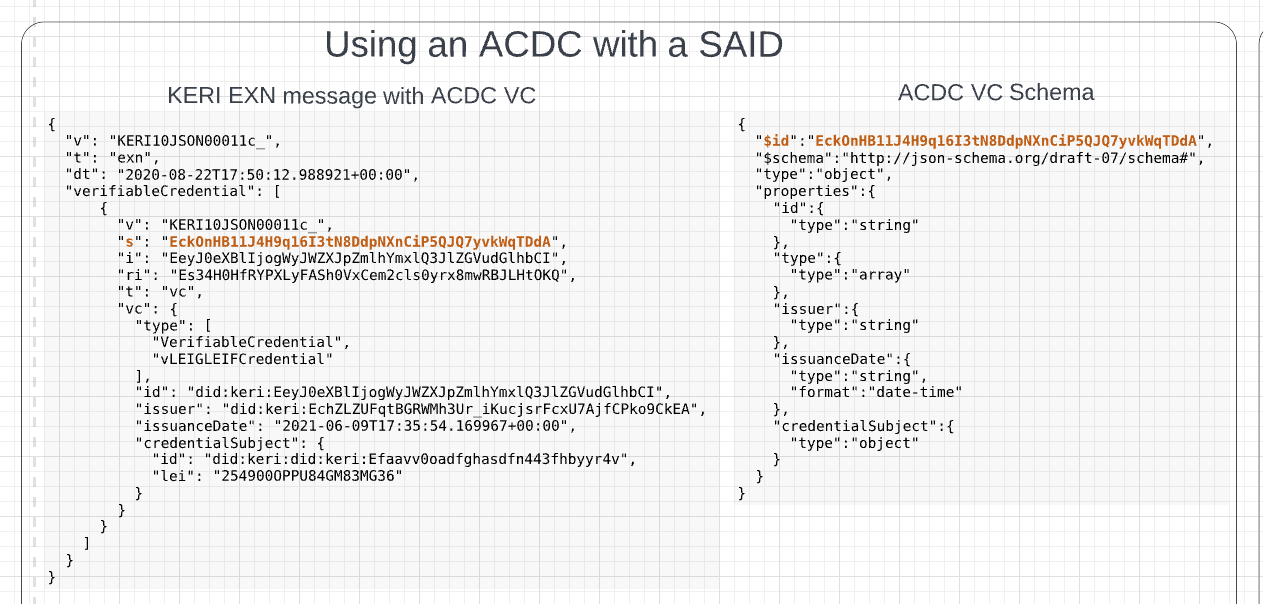 Using an ACDC with a SAID
KERI EXN message with ACDC VC
{
  "v": "KERI10JSON00011c_",
  "t": "exn",
  "dt": "2020-08-22T17:50:12.988921+00:00",
  "verifiableCredential": [
      {
        "v": "KERI10JSON00011c_",
        "s": "EckOnHB11J4H9q16I3tN8DdpNXnCiP5QJQ7yvkWqTDdA",
        "i": "EeyJ0eXBlIjogWyJWZXJpZmlhYmxlQ3JlZGVudGlhbCI",
        "ri": "Es34H0HfRYPXLyFASh0VxCem2cls0yrx8mwRBJLHtOKQ",
        "t": "vc",
        "vc": {
          "type": [
            "VerifiableCredential",
            "vLEIGLEIFCredential"
          ],
          "id": "did:keri:EeyJ0eXBlIjogWyJWZXJpZmlhYmxlQ3JlZGVudGlhbCI",
          "issuer": "did:keri:EchZLZUFqtBGRWMh3Ur_iKucjsrFcxU7AjfCPko9CkEA",
          "issuanceDate": "2021-06-09T17:35:54.169967+00:00",
          "credentialSubject": {
            "id": "did:keri:did:keri:Efaavv0oadfghasdfn443fhbyyr4v",
            "lei": "254900OPPU84GM83MG36"
          }
        }
      }
    ]
  }
}
ACDC VC Schema
{
  "$id":"EckOnHB11J4H9q16I3tN8DdpNXnCiP5QJQ7yvkWqTDdA",
  "$schema":"http://json-schema.org/draft-07/schema#",
  "type":"object",
  "properties":{
    "id":{
      "type":"string"
    },
    "type":{
      "type":"array"
    },
    "issuer":{
      "type":"string"
    },
    "issuanceDate":{
      "type":"string",
      "format":"date-time"
    },
    "credentialSubject":{
      "type":"object"
    }
  }
}